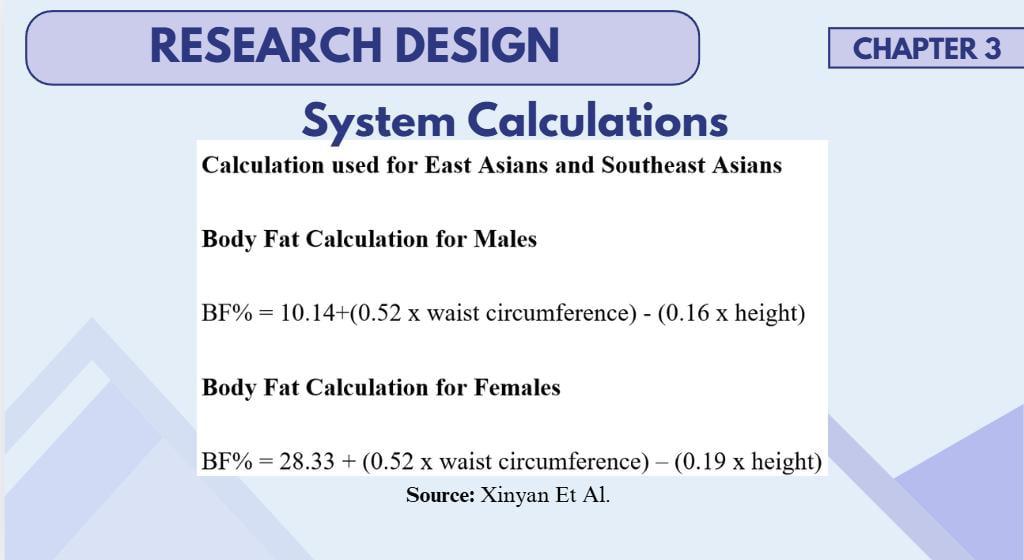 RESEARCH DESIGN
CHAPTER 3
System Calculations
Calculation used for East Asians and Southeast Asians
Body Fat Calculation for Males
BF% = 10.14+(0.52 x waist circumference) - (0.16 x height)
Body Fat Calculation for Females
BF% = 28.33 + (0.52 x waist circumference) – (0.19 x height)
Source: Xinyan Et Al.